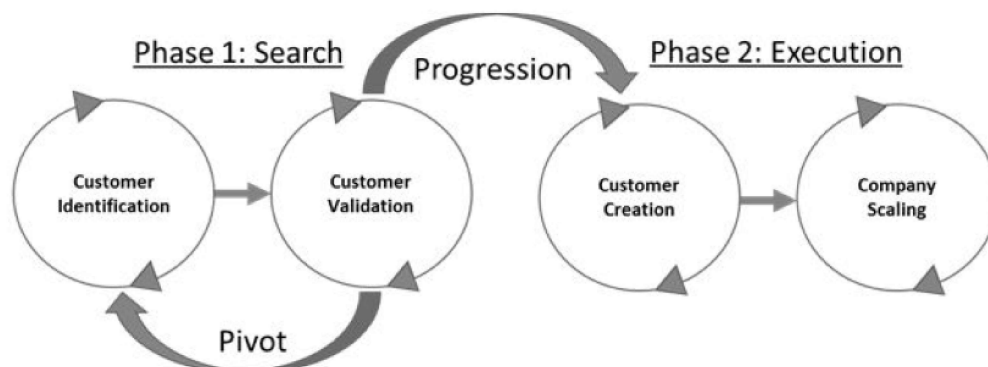 Phase 1: Search
Progression
Phase 2: Execution
Customer
Identification
Customer
Validation
Customer
Creation
Company
Scaling
Pivot